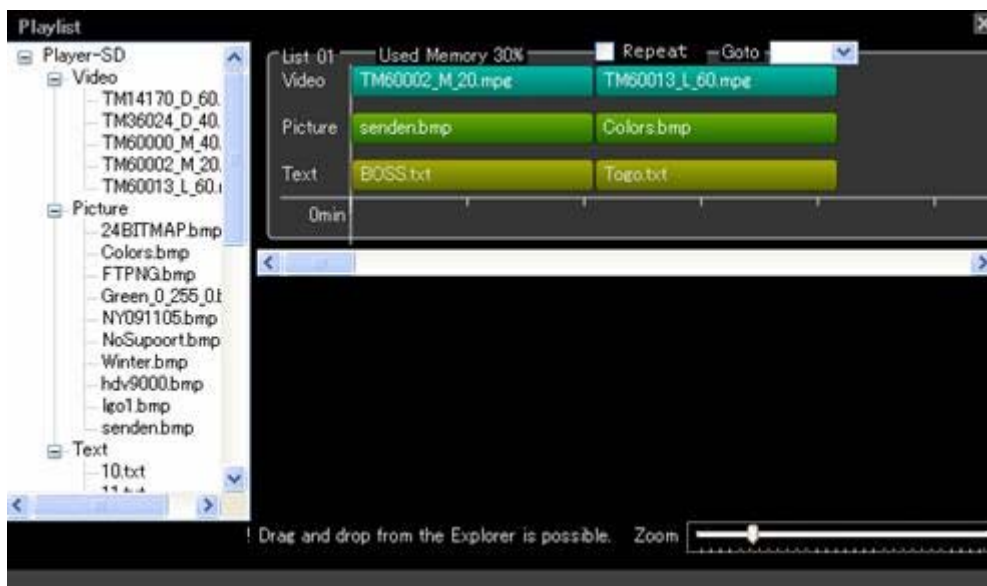 Playlist
Player-SD
Video
TM14170_D_60.
TM36024_D_40.
TM60000_M_40.
TM60002_M_20.
TM60013_L_60.
Picture
24BITMAP.bmp
Colors.bmp
FTPNG.bmp
Green_0_255_0.
NY091105.bmp
NoSupoort.bmp
Winter.bmp
hdv9000.bmp
lgo1.bmp
senden.bmp
Text
10.txt
List 01 Used Memory 30% Repeat Goto
Video TM60002_M_20.mpg TM60013_L_60.mpg
Picture senden.bmp Colors.bmp
Text BOSS.txt Togo.txt
0min
! Drag and drop from the Explorer is possible. Zoom